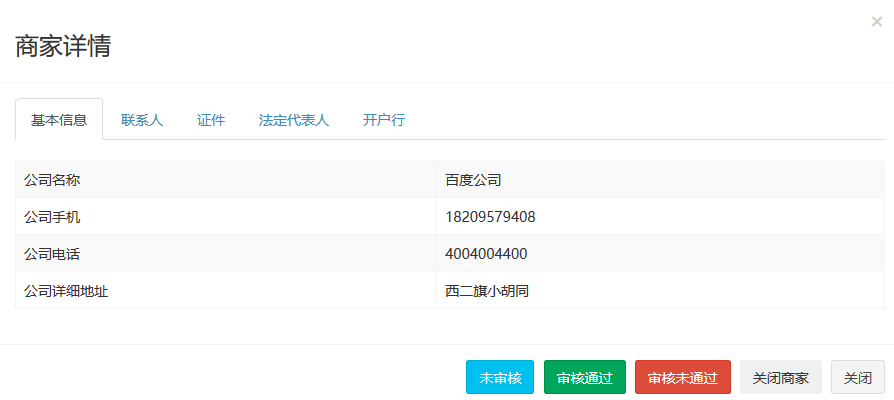 ×
商家详情
基本信息 联系人 证件 法定代表人 开户行
公司名称 百度公司
公司手机 18209579408
公司电话 4004004400
公司详细地址 西二旗小胡同
未审核 审核通过 审核未通过 关闭商家 关闭